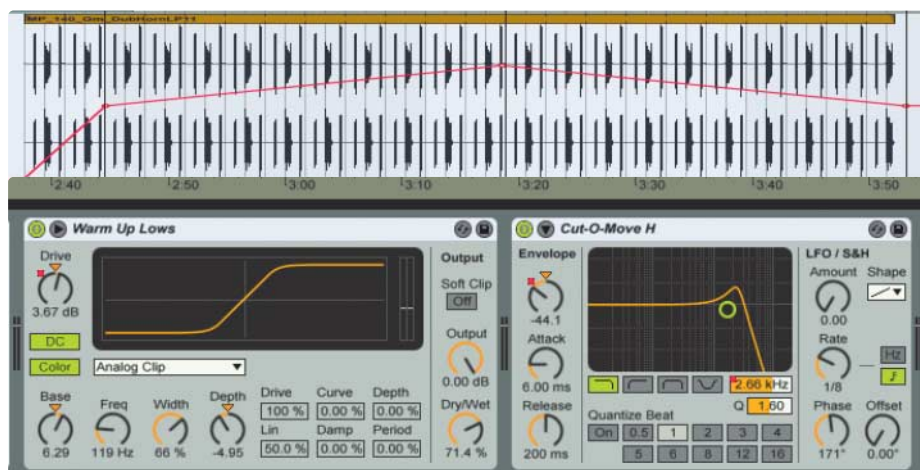 MP_140_Gm_DubHornLP11
2:40 2:50 3:00 3:10 3:20 3:30 3:40 3:50
Warm Up Lows
Drive
3.67 dB
DC
Color
Analog Clip
Base Freq Width Depth
6.29 119 Hz 66 % -4.95
Drive Curve Depth
100 % 0.00 % 0.00 %
Lin Damp Period
50.0 % 0.00 % 0.00 %
Output
Soft Clip
Off
Output
0.00 dB
Dry/Wet
71.4 %
Cut-O-Move H
Envelope
-44.1
Attack
6.00 ms
Release
200 ms
2.66 kHz
Q 1.60
Quantize Beat
On 0.5 1 2 3 4
5 6 8 12 16
LFO / S&H
Amount Shape
0.00
Rate
Hz
1/8
Phase Offset
171° 0.00°